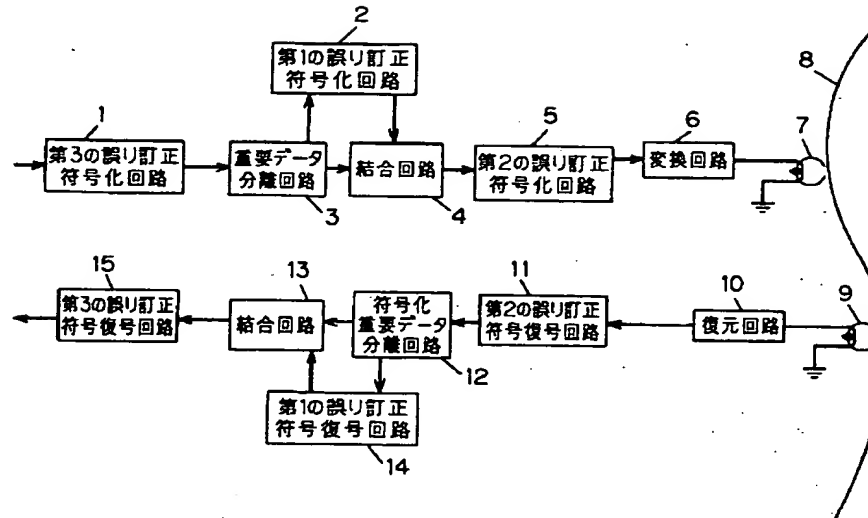 2
第1の誤り訂正
符号化回路
1
第3の誤り訂正
符号化回路
重要データ
分離回路
3
結合回路
4
5
第2の誤り訂正
符号化回路
6
変換回路
7
8
15
第3の誤り訂正
符号復号回路
13
結合回路
符号化
重要データ
分離回路
12
11
第2の誤り訂正
符号復号回路
10
復元回路
9
第1の誤り訂正
符号復号回路
14